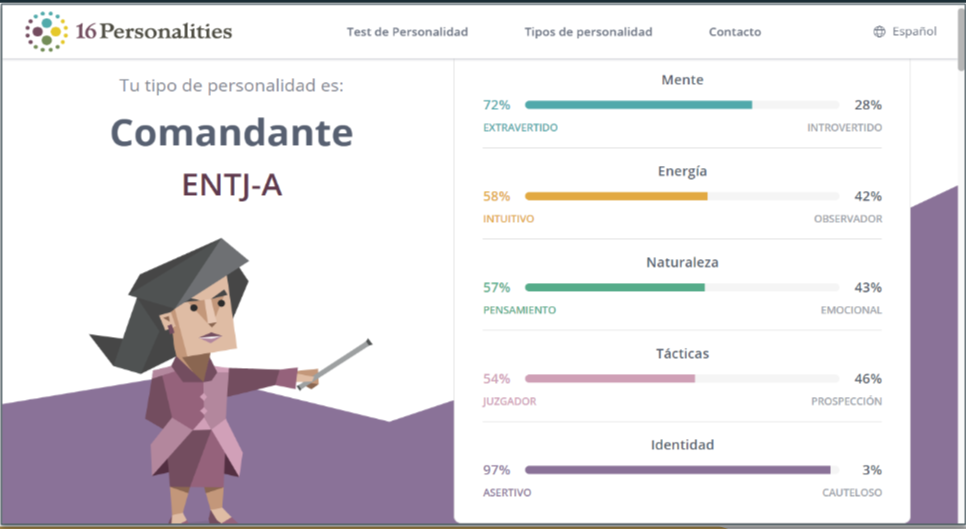 16Personalities
Test de Personalidad
Tipos de personalidad
Contacto
Español
Tu tipo de personalidad es:
Comandante
ENTJ-A
Mente
72% 28%
EXTRAVERTIDO INTROVERTIDO
Energía
58% 42%
INTUITIVO OBSERVADOR
Naturaleza
57% 43%
PENSAMIENTO EMOCIONAL
Tácticas
54% 46%
JUZGADOR PROSPECCIÓN
Identidad
97% 3%
ASERTIVO CAUTELOSO